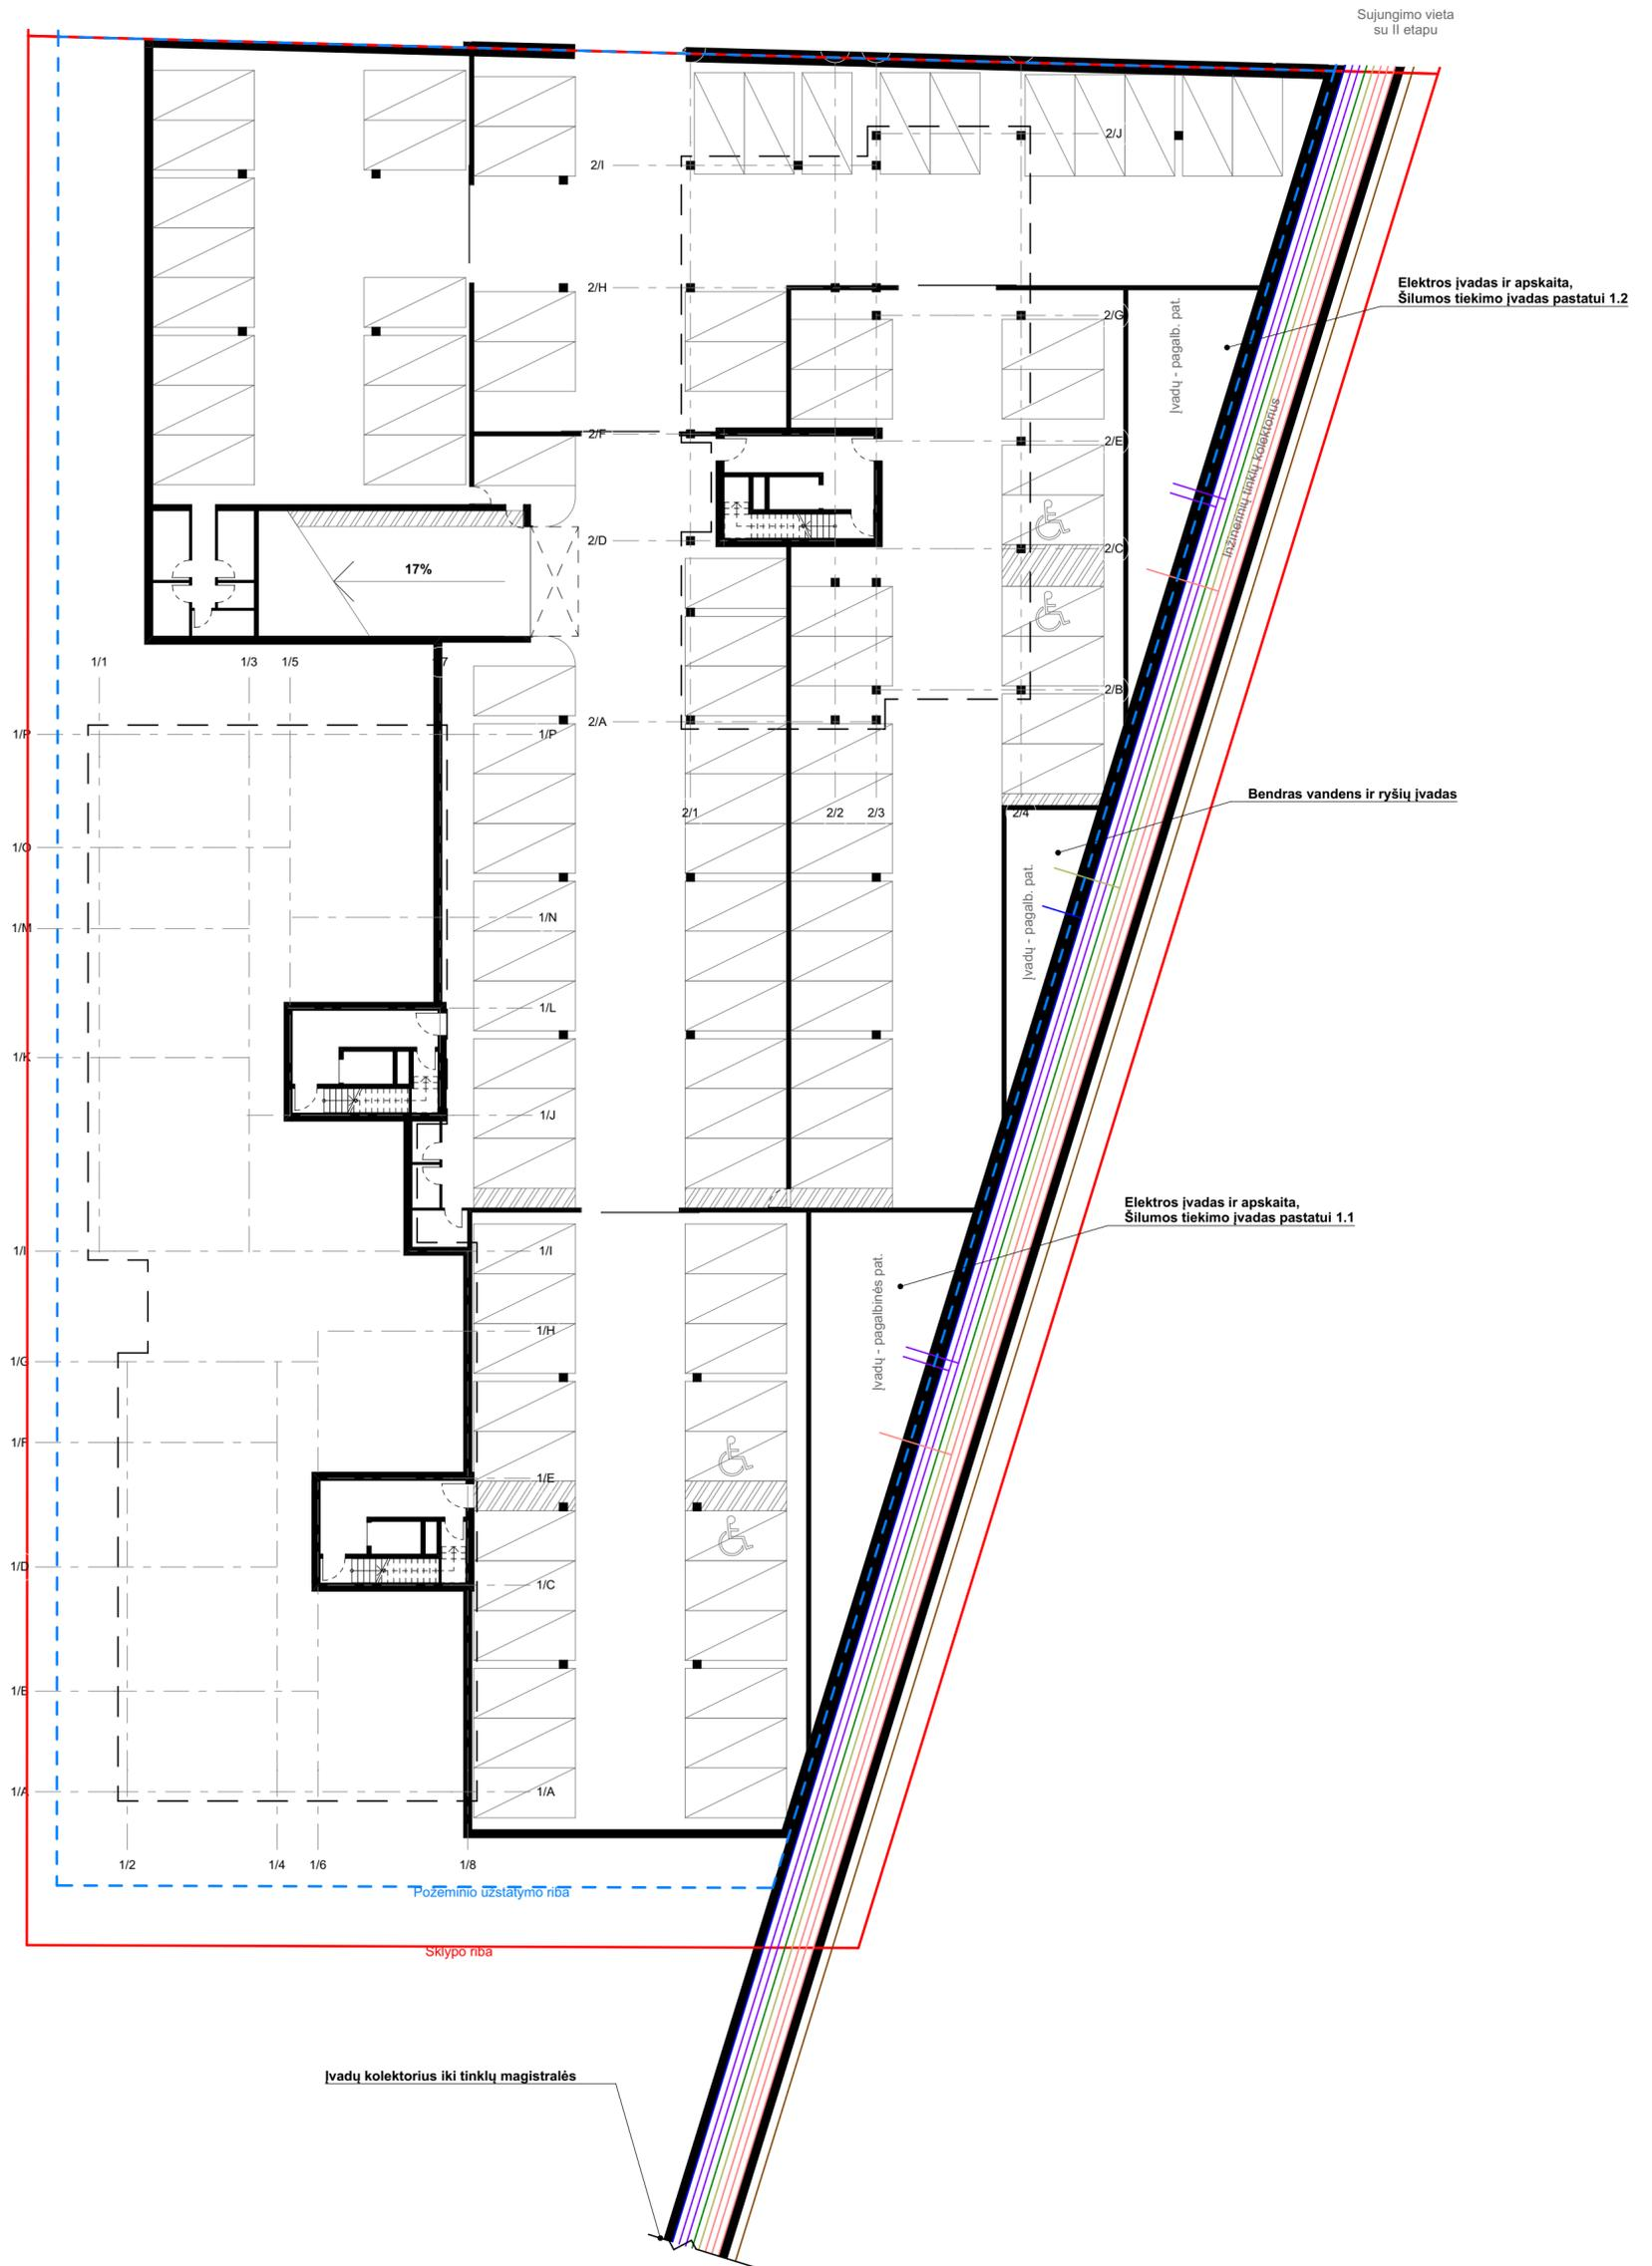 Sujungimo vieta
su II etapu
2/J
2/I
Elektros įvadas ir apskaita,
Šilumos tiekimo įvadas pastatui 1.2
2/H
2/G
Įvadų - pagalb. pat.
Inžinernnių tinklų kolektorius
2/F
2/E
2/D
2/C
17%
1/1
1/3
1/5
1/7
2/B
2/A
1/P
1/P
Bendras vandens ir ryšių įvadas
2/1
2/2
2/3
2/4
1/O
Įvadų - pagalb. pat.
1/N
1/M
1/L
1/K
1/J
Elektros įvadas ir apskaita,
Šilumos tiekimo įvadas pastatui 1.1
1/I
1/I
Įvadų - pagalbinės pat.
1/H
1/G
1/F
1/E
1/D
1/C
1/B
1/A
1/A
1/2
1/4
1/6
1/8
Požeminio užstatymo riba
Sklypo riba
Įvadų kolektorius iki tinklų magistralės